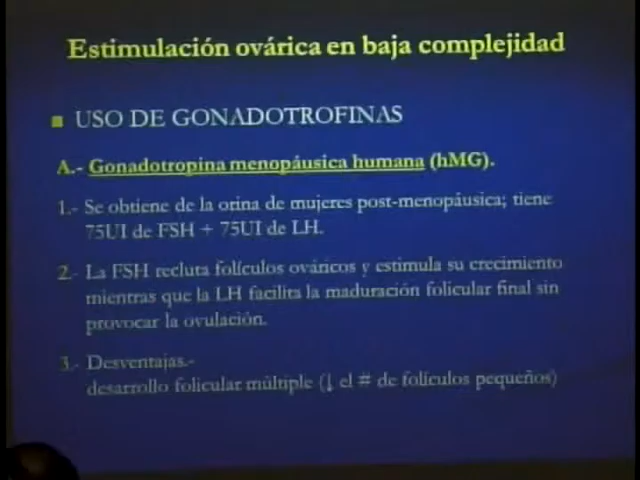 Estimulación ovárica en baja complejidad
USO DE GONADOTROFINAS
A.- Gonadotropina menopáusica humana (hMG).
1.- Se obtiene de la orina de mujeres post-menopáusica; tiene
75UI de FSH + 75UI de LH.
2.- La FSH recluta folículos ováricos y estimula su crecimiento
mientras que la LH facilita la maduración folicular final sin
provocar la ovulación.
3.- Desventajas.-
desarrollo folicular múltiple (↓ el # de folículos pequeños)